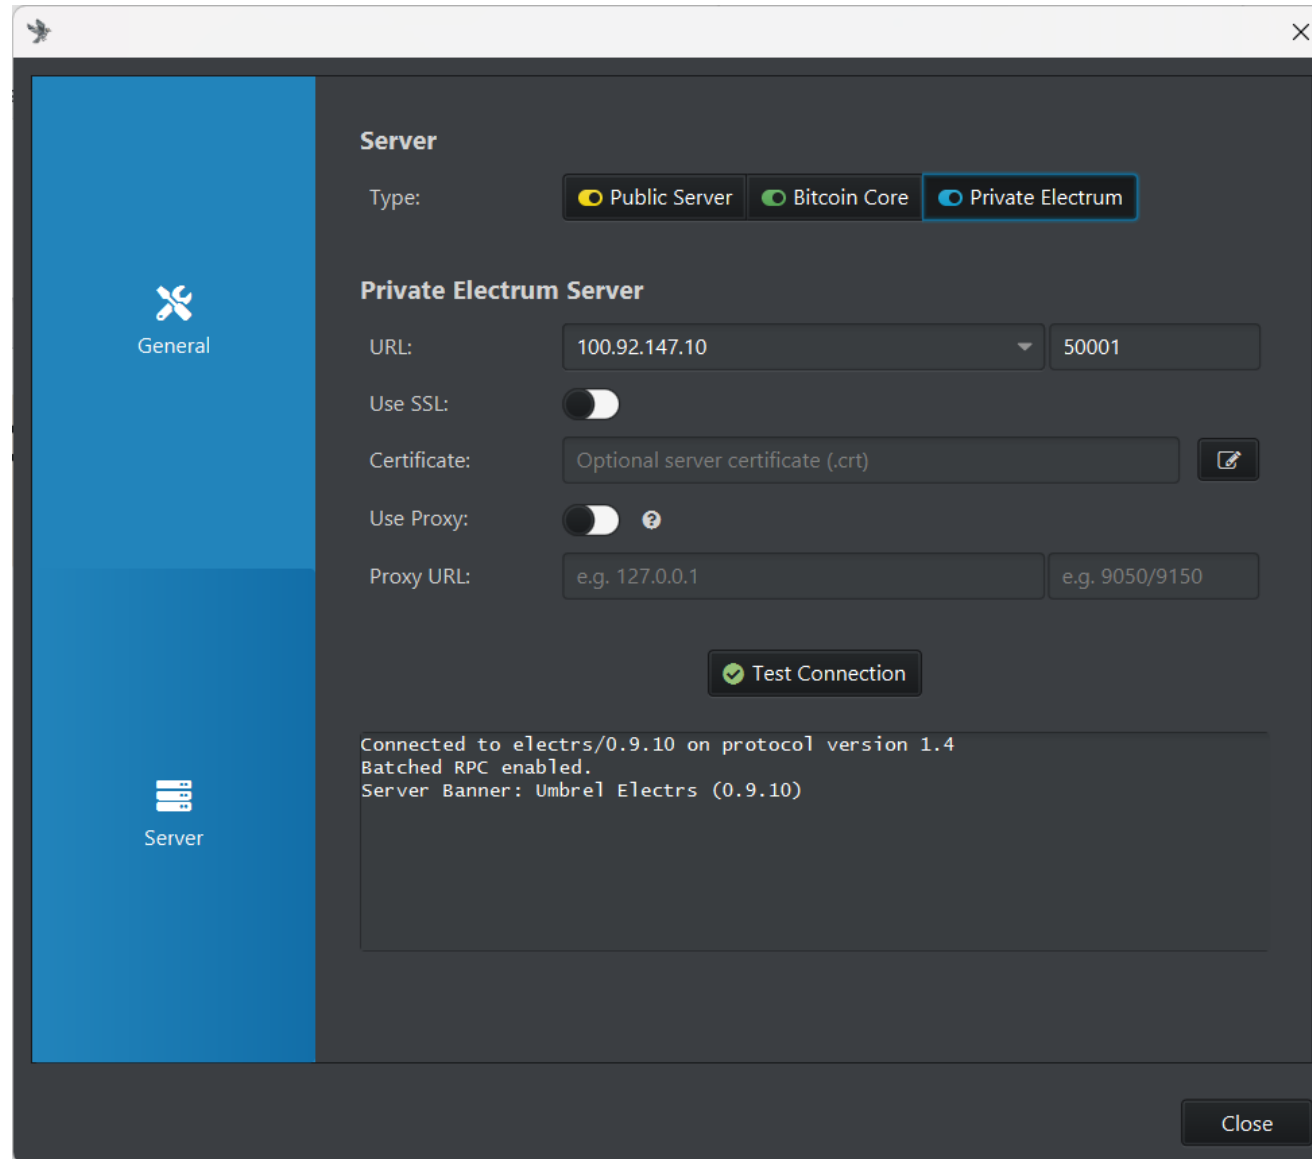 General
Server
Server
Type: Public Server Bitcoin Core Private Electrum
Private Electrum Server
URL: 100.92.147.10 50001
Use SSL:
Certificate: Optional server certificate (.crt)
Use Proxy:
Proxy URL: e.g. 127.0.0.1 e.g. 9050/9150
Test Connection
Connected to electrs/0.9.10 on protocol version 1.4
Batched RPC enabled.
Server Banner: Umbrel Electrs (0.9.10)
Close